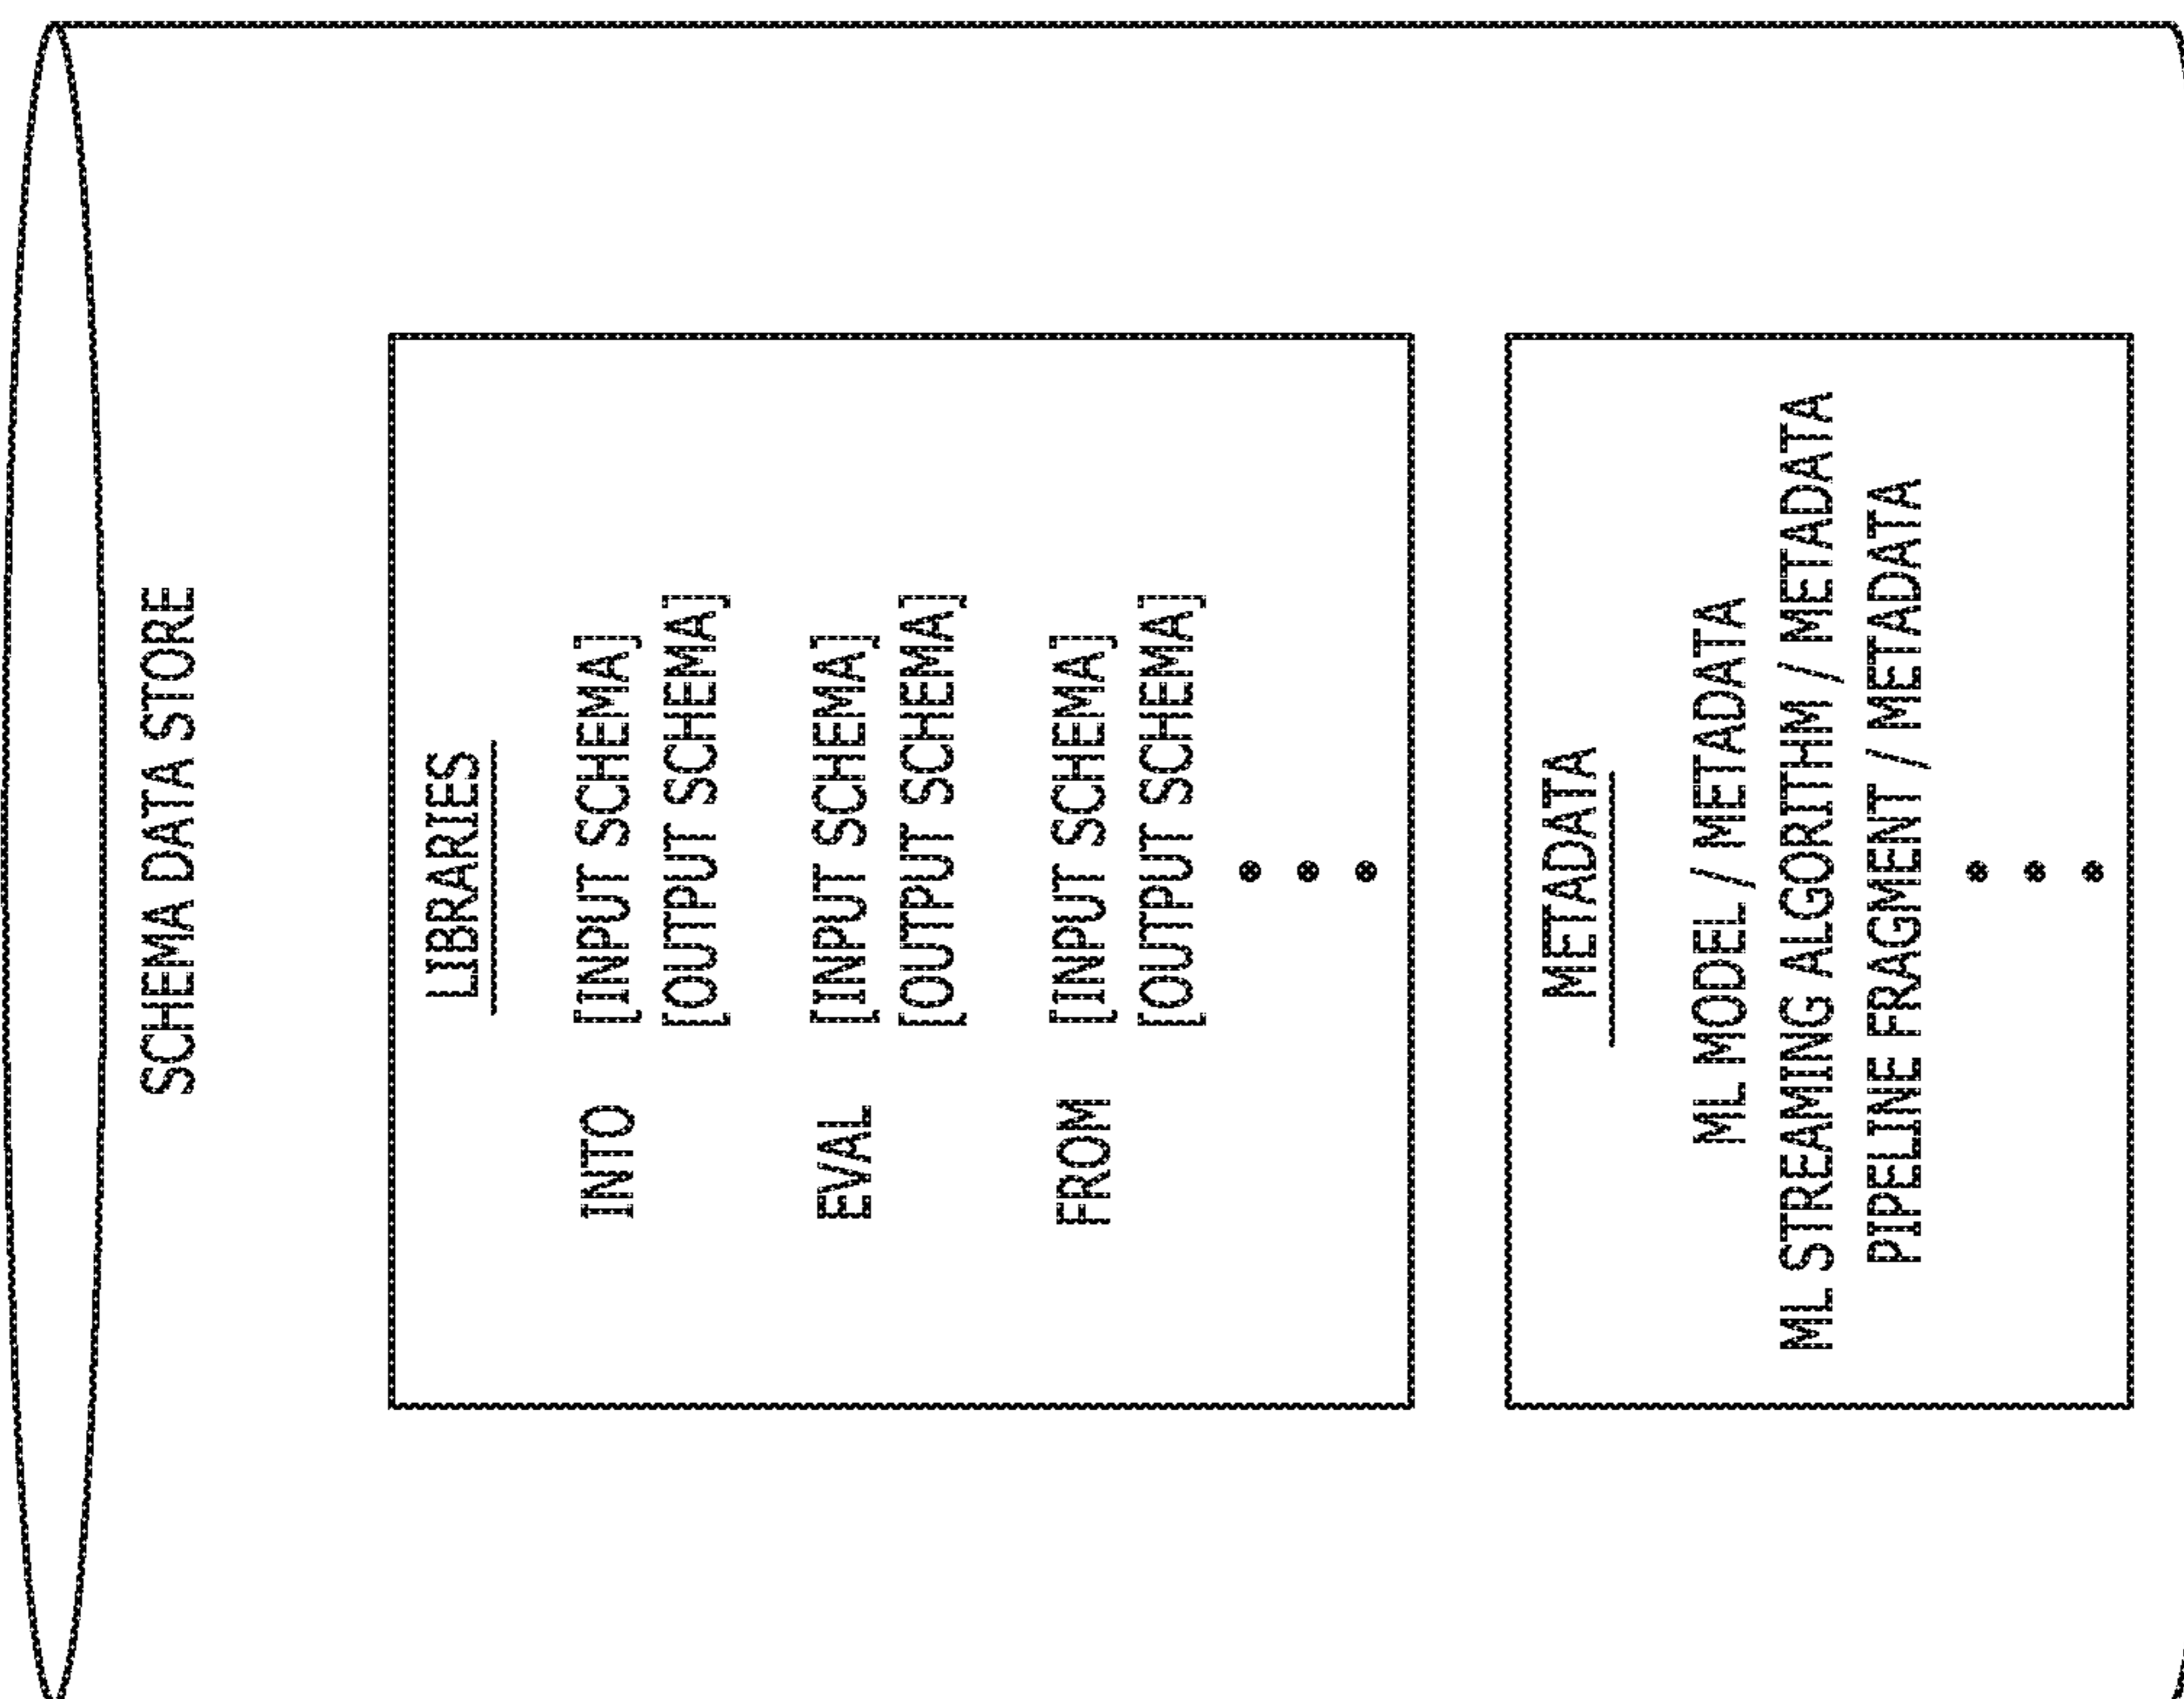 SCHEMA DATA STORE
LIBRARIES
INTO [INPUT SCHEMA]
[OUTPUT SCHEMA]
EVAL [INPUT SCHEMA]
[OUTPUT SCHEMA]
FROM [INPUT SCHEMA]
[OUTPUT SCHEMA]
METADATA
ML MODEL / METADATA
ML STREAMING ALGORITHM / METADATA
PIPELINE FRAGMENT / METADATA